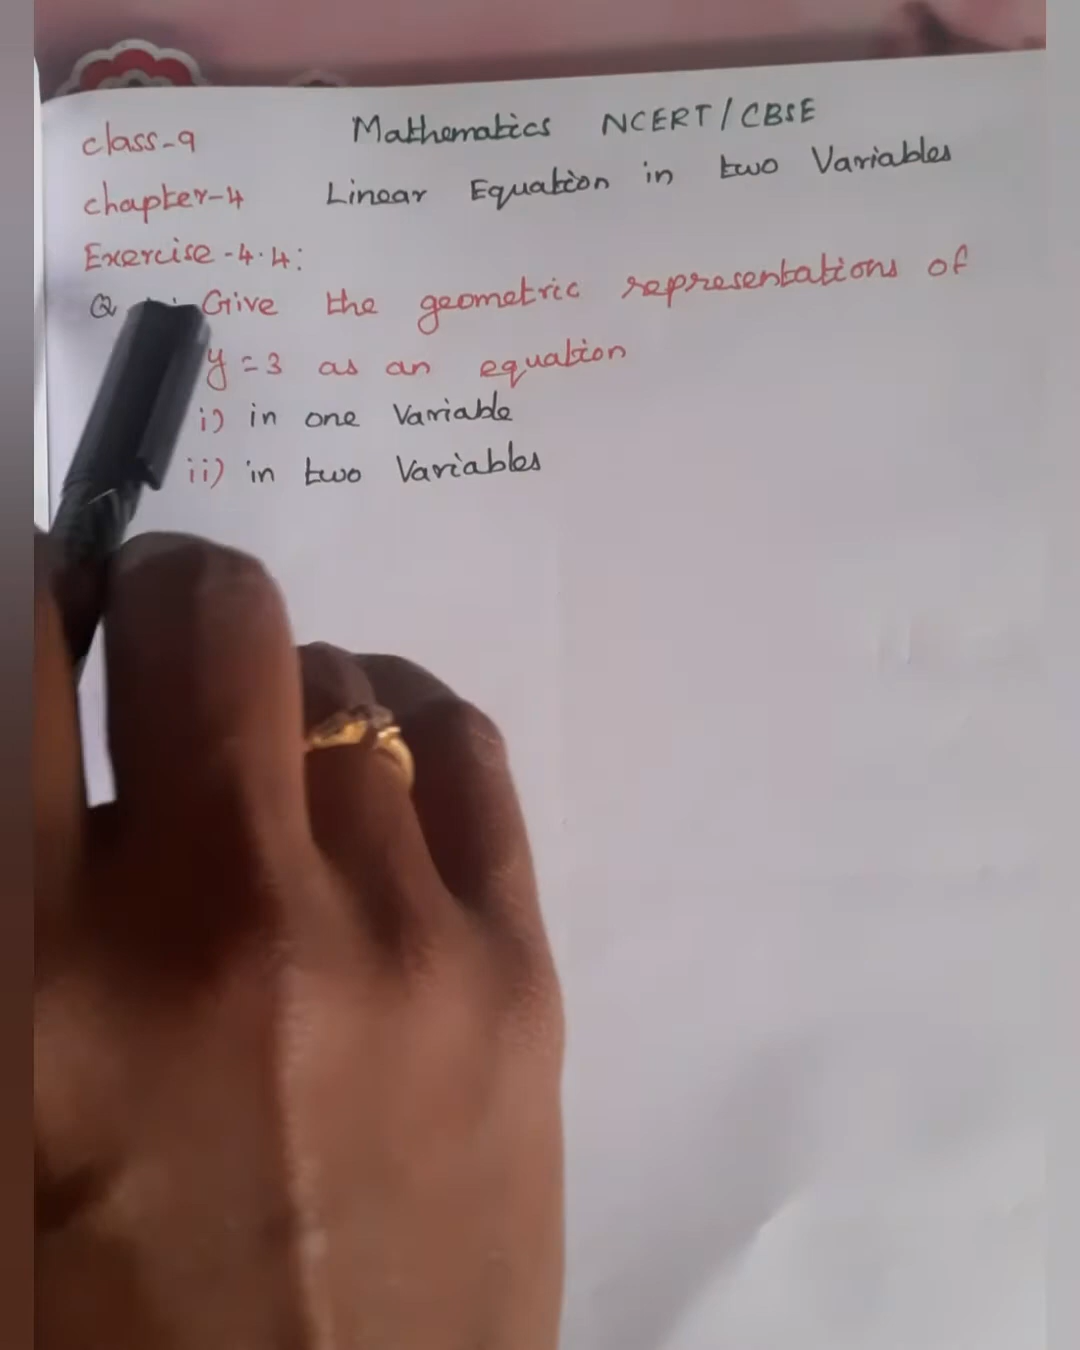 class-9 Mathematics NCERT/CBSE
chapter-4 Linear Equation in two Variables
Exercise-4.4:
Q Give the geometric representations of
y = 3 as an equation
i) in one Variable
ii) in two Variables